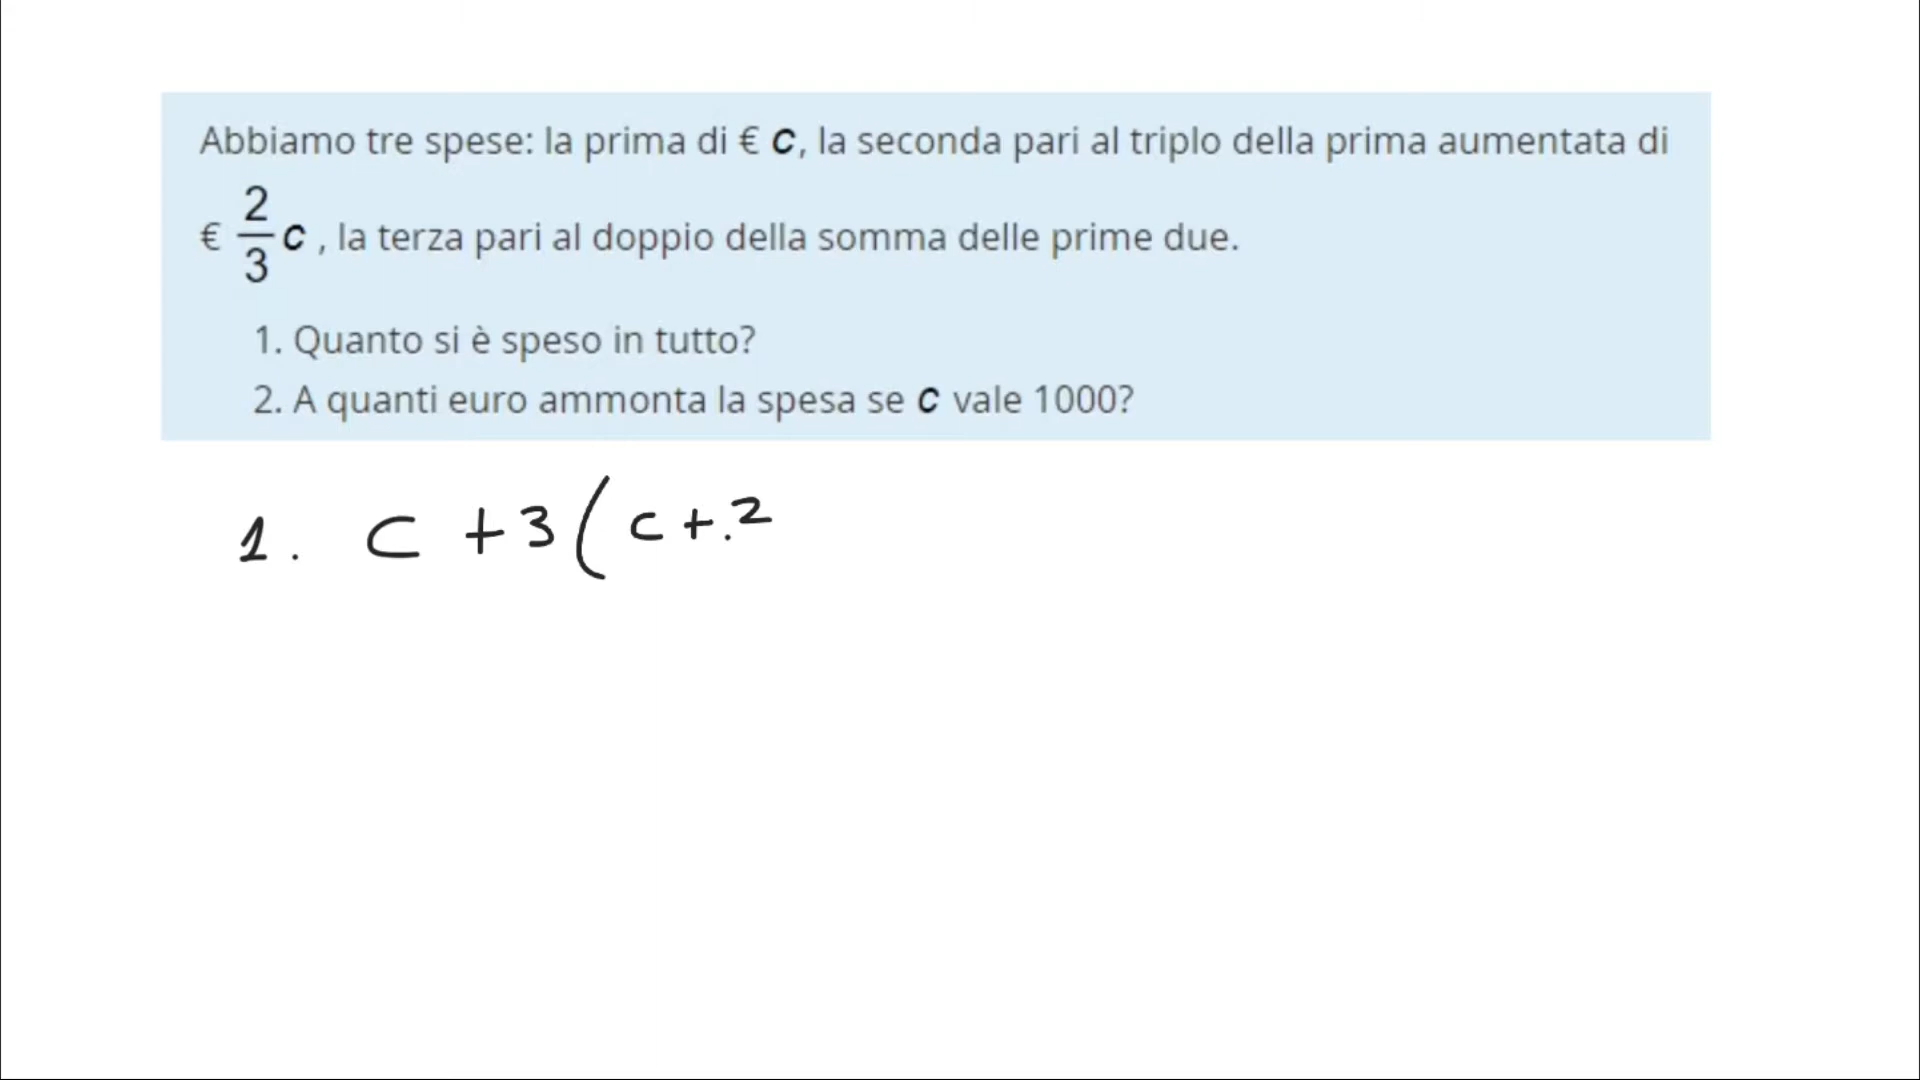 Abbiamo tre spese: la prima di € c, la seconda pari al triplo della prima aumentata di
€ 2/3 c , la terza pari al doppio della somma delle prime due.
1. Quanto si è speso in tutto?
2. A quanti euro ammonta la spesa se c vale 1000?
1. c + 3 ( c + . 2